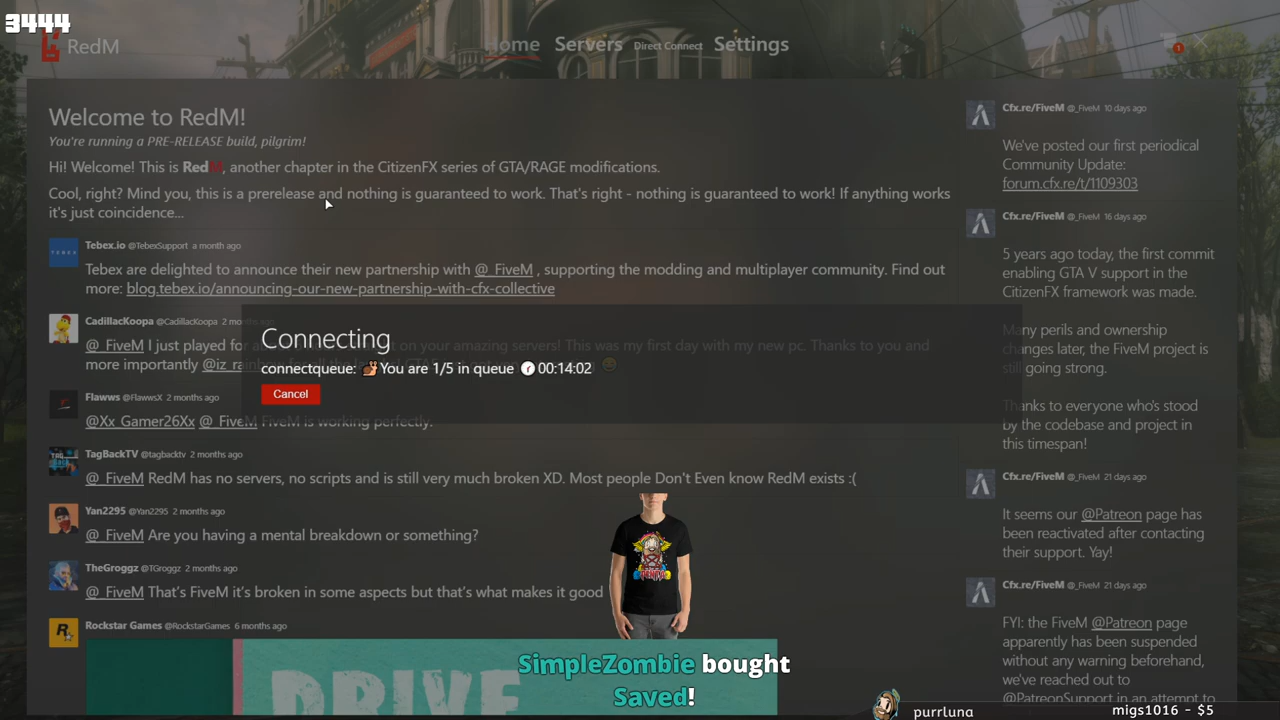 3444
RedM
Home Servers Direct Connect Settings
1
Welcome to RedM!
You're running a PRE-RELEASE build, pilgrim!
Hi! Welcome! This is RedM, another chapter in the CitizenFX series of GTA/RAGE modifications.
Cool, right? Mind you, this is a prerelease and nothing is guaranteed to work. That's right - nothing is guaranteed to work! If anything works
it's just coincidence...
Tebex.io @TebexSupport a month ago
Tebex are delighted to announce their new partnership with @_FiveM , supporting the modding and multiplayer community. Find out
more: blog.tebex.io/announcing-our-new-partnership-with-cfx-collective
CadillacKoopa @CadillacKoopa 2 months ago
@_FiveM I just played for on your amazing servers! This was my first day with my new pc. Thanks to you and
more importantly
Connecting
connectqueue: 🐌You are 1/5 in queue 🕜00:14:02
Cancel
Flawws @FlawwsX 2 months ago
@Xx_Gamer26Xx @_FiveM FiveM is working perfectly.
TagBackTV @tagbacktv 2 months ago
@_FiveM RedM has no servers, no scripts and is still very much broken XD. Most people Don't Even know RedM exists :(
Yan2295 @Yan2295 2 months ago
@_FiveM Are you having a mental breakdown or something?
TheGroggz @TGroggz 2 months ago
@_FiveM That's FiveM it's broken in some aspects but that's what makes it good
Rockstar Games @RockstarGames 6 months ago
DRIVE
Cfx.re/FiveM @_FiveM 10 days ago
We've posted our first periodical
Community Update:
forum.cfx.re/t/1109303
Cfx.re/FiveM @_FiveM 16 days ago
5 years ago today, the first commit
enabling GTA V support in the
CitizenFX framework was made.
Many perils and ownership
changes later, the FiveM project is
still going strong.
Thanks to everyone who's stood
by the codebase and project in
this timespan!
Cfx.re/FiveM @_FiveM 21 days ago
It seems our @Patreon page has
been reactivated after contacting
their support. Yay!
Cfx.re/FiveM @_FiveM 21 days ago
FYI: the FiveM @Patreon page
apparently has been suspended
without any warning beforehand,
we've reached out to
@PatreonSupport in an attempt to
SimpleZombie bought
Saved!
purrluna
migs1016 - $5